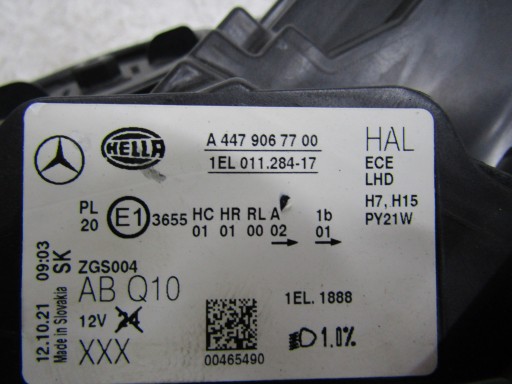 HELLA
A 447 906 77 00
1EL 011.284-17
HAL
ECE
LHD
H7, H15
PY21W
PL
20
E1
3655
HC HR RL A 1b
01 01 00 02 01
ZGS004
AB Q10
12V 24
XXX
12.10.21 09:03
Made in Slovakia SK
00465490
1EL. 1888
1.0%